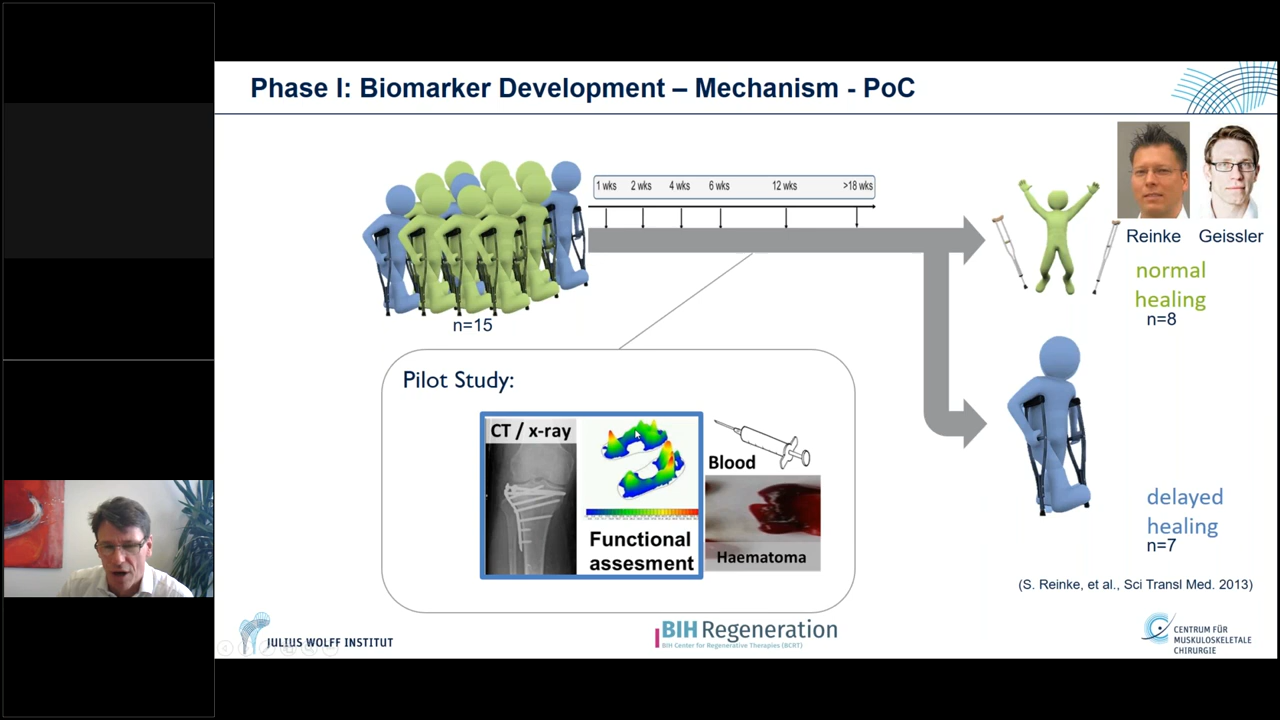 Phase I: Biomarker Development – Mechanism - PoC
1 wks 2 wks 4 wks 6 wks 12 wks >18 wks
Reinke Geissler
normal
healing
n=8
n=15
Pilot Study:
CT / x-ray
Functional
assesment
Blood
Haematoma
delayed
healing
n=7
(S. Reinke, et al., Sci Transl Med. 2013)
JULIUS WOLFF INSTITUT
BIH Regeneration
BIH Center for Regenerative Therapies (BCRT)
CENTRUM FÜR
MUSKULOSKELETALE
CHIRURGIE